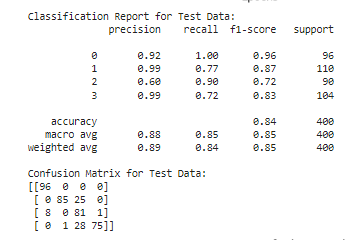 Classification Report for Test Data:
precision recall f1-score support
0 0.92 1.00 0.96 96
1 0.99 0.77 0.87 110
2 0.60 0.90 0.72 90
3 0.99 0.72 0.83 104
accuracy 0.84 400
macro avg 0.88 0.85 0.85 400
weighted avg 0.89 0.84 0.85 400
Confusion Matrix for Test Data:
[[96 0 0 0]
[ 0 85 25 0]
[ 8 0 81 1]
[ 0 1 28 75]]